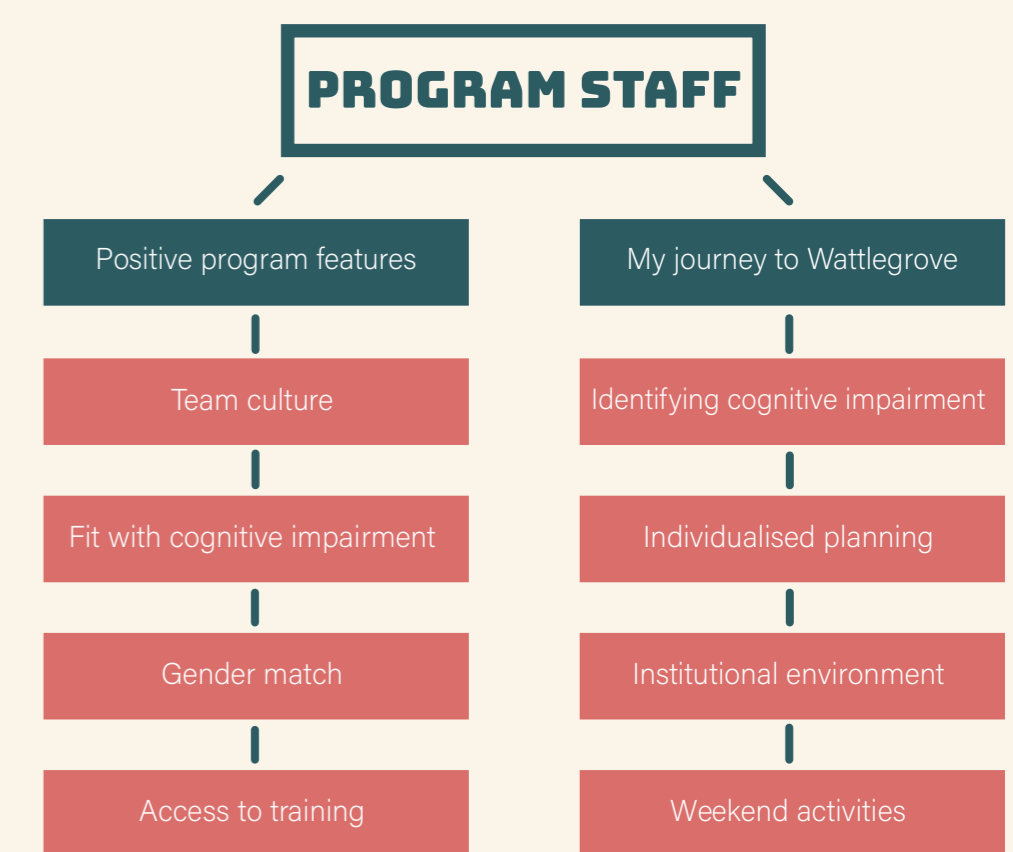 PROGRAM STAFF
Positive program features
Team culture
Fit with cognitive impairment
Gender match
Access to training
My journey to Wattlegrove
Identifying cognitive impairment
Individualised planning
Institutional environment
Weekend activities